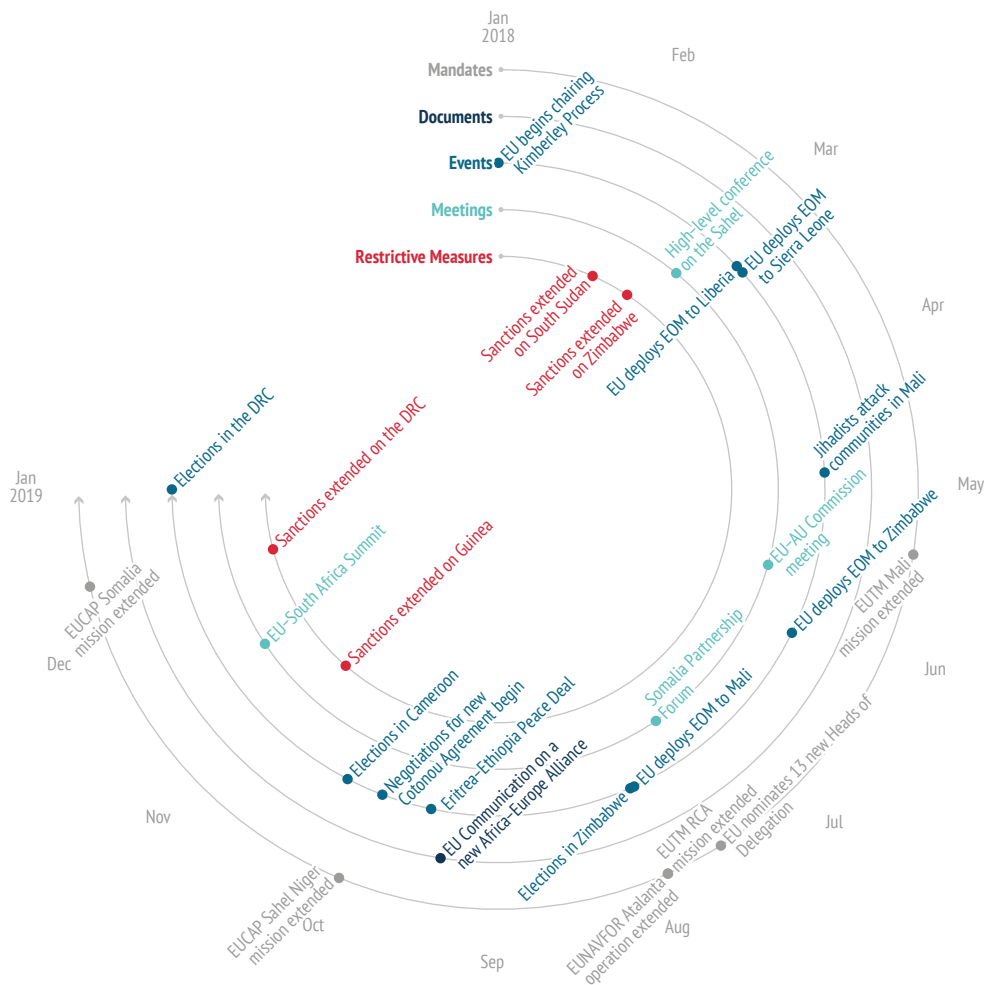 Jan
2018
Feb
Mar
Apr
May
Jun
Jul
Aug
Sep
Oct
Nov
Dec
Jan
2019
Mandates
Documents
Events
Meetings
Restrictive Measures
EU begins chairing
Kimberley Process
High-level conference
on the Sahel
EU deploys EOM
to Sierra Leone
EU deploys EOM to Liberia
Sanctions extended
on South Sudan
Sanctions extended
on Zimbabwe
Jihadists attack
communities in Mali
EU-AU Commission
meeting
EU deploys EOM to Zimbabwe
EUTM Mali
mission extended
Somalia Partnership
Forum
EU deploys EOM to Mali
Elections in Zimbabwe
EU nominates 13 new Heads of
Delegation
EUTM RCA
mission extended
EUNAVFOR Atalanta
operation extended
EU Communication on a
new Africa-Europe Alliance
Eritrea-Ethiopia Peace Deal
Negotiations for new
Cotonou Agreement begin
Elections in Cameroon
EUCAP Sahel Niger
mission extended
Sanctions extended on Guinea
EU-South Africa Summit
Sanctions extended on the DRC
EUCAP Somalia
mission extended
Elections in the DRC